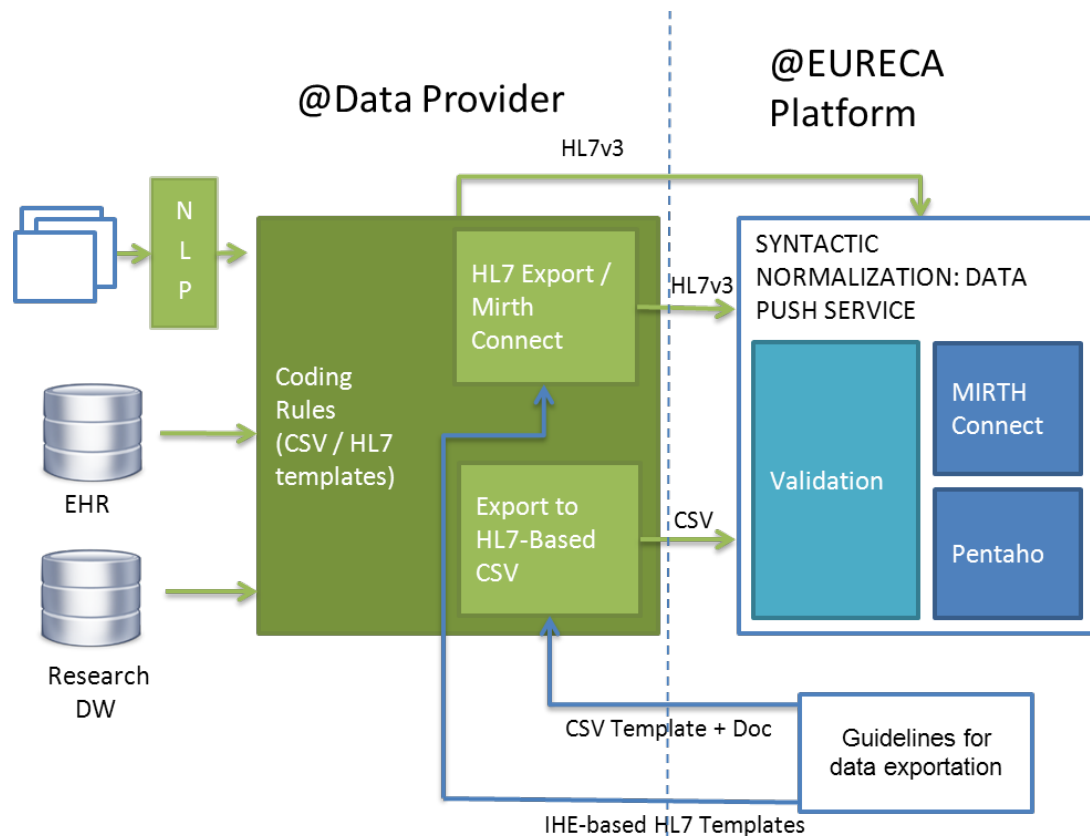 @Data Provider
@EURECA
Platform
HL7v3
N
L
P
EHR
Research
DW
Coding
Rules
(CSV / HL7
templates)
HL7 Export /
Mirth
Connect
Export to
HL7-Based
CSV
HL7v3
CSV
SYNTACTIC
NORMALIZATION: DATA
PUSH SERVICE
Validation
MIRTH
Connect
Pentaho
CSV Template + Doc
Guidelines for
data exportation
IHE-based HL7 Templates